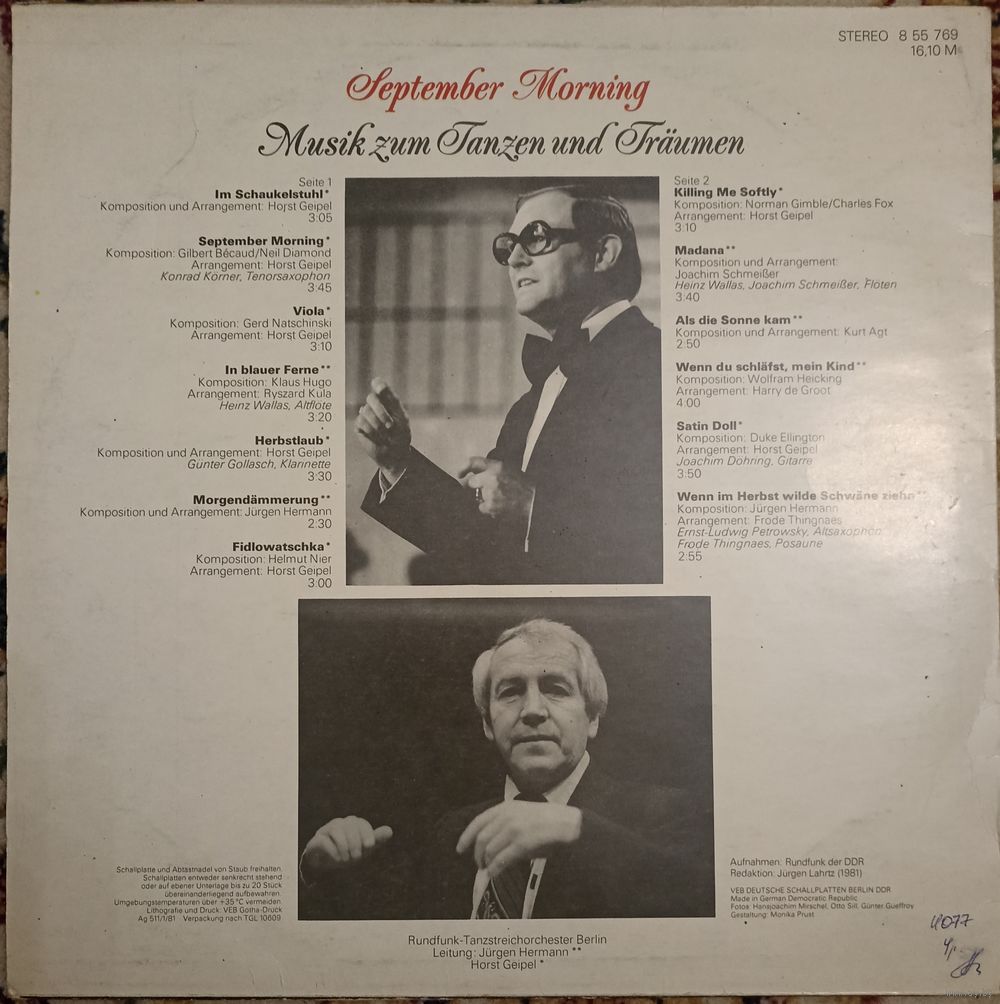 STEREO 8 55 769
16,10 M
September Morning
Musik zum Tanzen und Träumen
Seite 1
Im Schaukelstuhl*
Komposition und Arrangement: Horst Geipel
3:05
September Morning*
Komposition: Gilbert Bécaud/Neil Diamond
Arrangement: Horst Geipel
Konrad Körner, Tenorsaxophon
3:45
Viola*
Komposition: Gerd Natschinski
Arrangement: Horst Geipel
3:10
In blauer Ferne**
Komposition: Klaus Hugo
Arrangement: Ryszard Kula
Heinz Wallas, Altflöte
3:20
Herbstlaub*
Komposition und Arrangement: Horst Geipel
Günter Gollasch, Klarinette
3:30
Morgendämmerung**
Komposition und Arrangement: Jürgen Hermann
2:30
Fidlowatschka*
Komposition: Helmut Nier
Arrangement: Horst Geipel
3:00
Seite 2
Killing Me Softly*
Komposition: Norman Gimble/Charles Fox
Arrangement: Horst Geipel
3:10
Madana**
Komposition und Arrangement:
Joachim Schmeißer
Heinz Wallas, Joachim Schmeißer, Flöten
3:40
Als die Sonne kam**
Komposition und Arrangement: Kurt Agt
2:50
Wenn du schläfst, mein Kind**
Komposition: Wolfram Heicking
Arrangement: Harry de Groot
4:00
Satin Doll*
Komposition: Duke Ellington
Arrangement: Horst Geipel
Joachim Döhring, Gitarre
3:50
Wenn im Herbst wilde Schwäne ziehn**
Komposition: Jürgen Hermann
Arrangement: Frode Thingnaes
Ernst-Ludwig Petrowsky, Altsaxophon
Frode Thingnaes, Posaune
2:55
Schallplatte und Abtastnadel von Staub freihalten.
Schallplatten entweder senkrecht stehend
oder auf ebener Unterlage bis zu 20 Stück
übereinanderliegend aufbewahren.
Umgebungstemperaturen über +35°C vermeiden.
Lithografie und Druck: VEB Gotha-Druck
Ag 511/1/81 · Verpackung nach TGL 10609
Aufnahmen: Rundfunk der DDR
Redaktion: Jürgen Lahrtz (1981)
VEB DEUTSCHE SCHALLPLATTEN BERLIN DDR
Made in German Democratic Republic
Fotos: Hansjoachim Mirschel, Otto Sill, Günter Gueffroy
Gestaltung: Monika Prust
Rundfunk-Tanzstreichorchester Berlin
Leitung: Jürgen Hermann **
Horst Geipel *